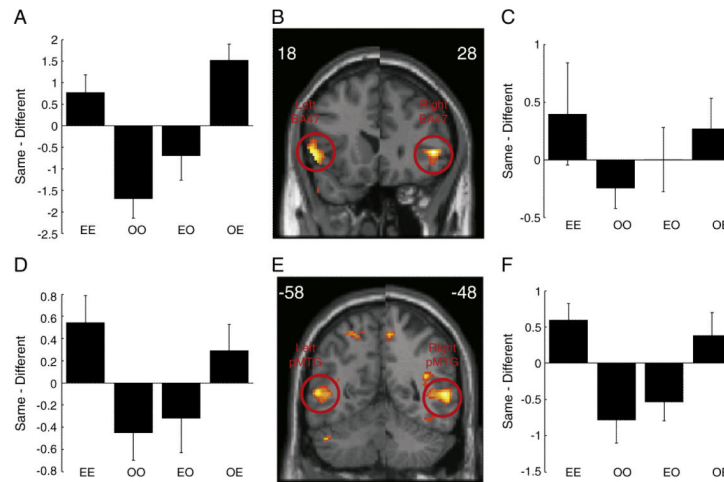 A
B
C
2
1.5
1
0.5
0
-0.5
-1
-1.5
-2
-2.5
Same - Different
EE OO EO OE
18 28
Left
BA47
Right
BA47
1
0.5
0
-0.5
Same - Different
EE OO EO OE
D
E
F
0.8
0.6
0.4
0.2
0
-0.2
-0.4
-0.6
-0.8
Same - Different
EE OO EO OE
-58 -48
Left
pMTG
Right
pMTG
1
0.5
0
-0.5
-1
-1.5
Same - Different
EE OO EO OE